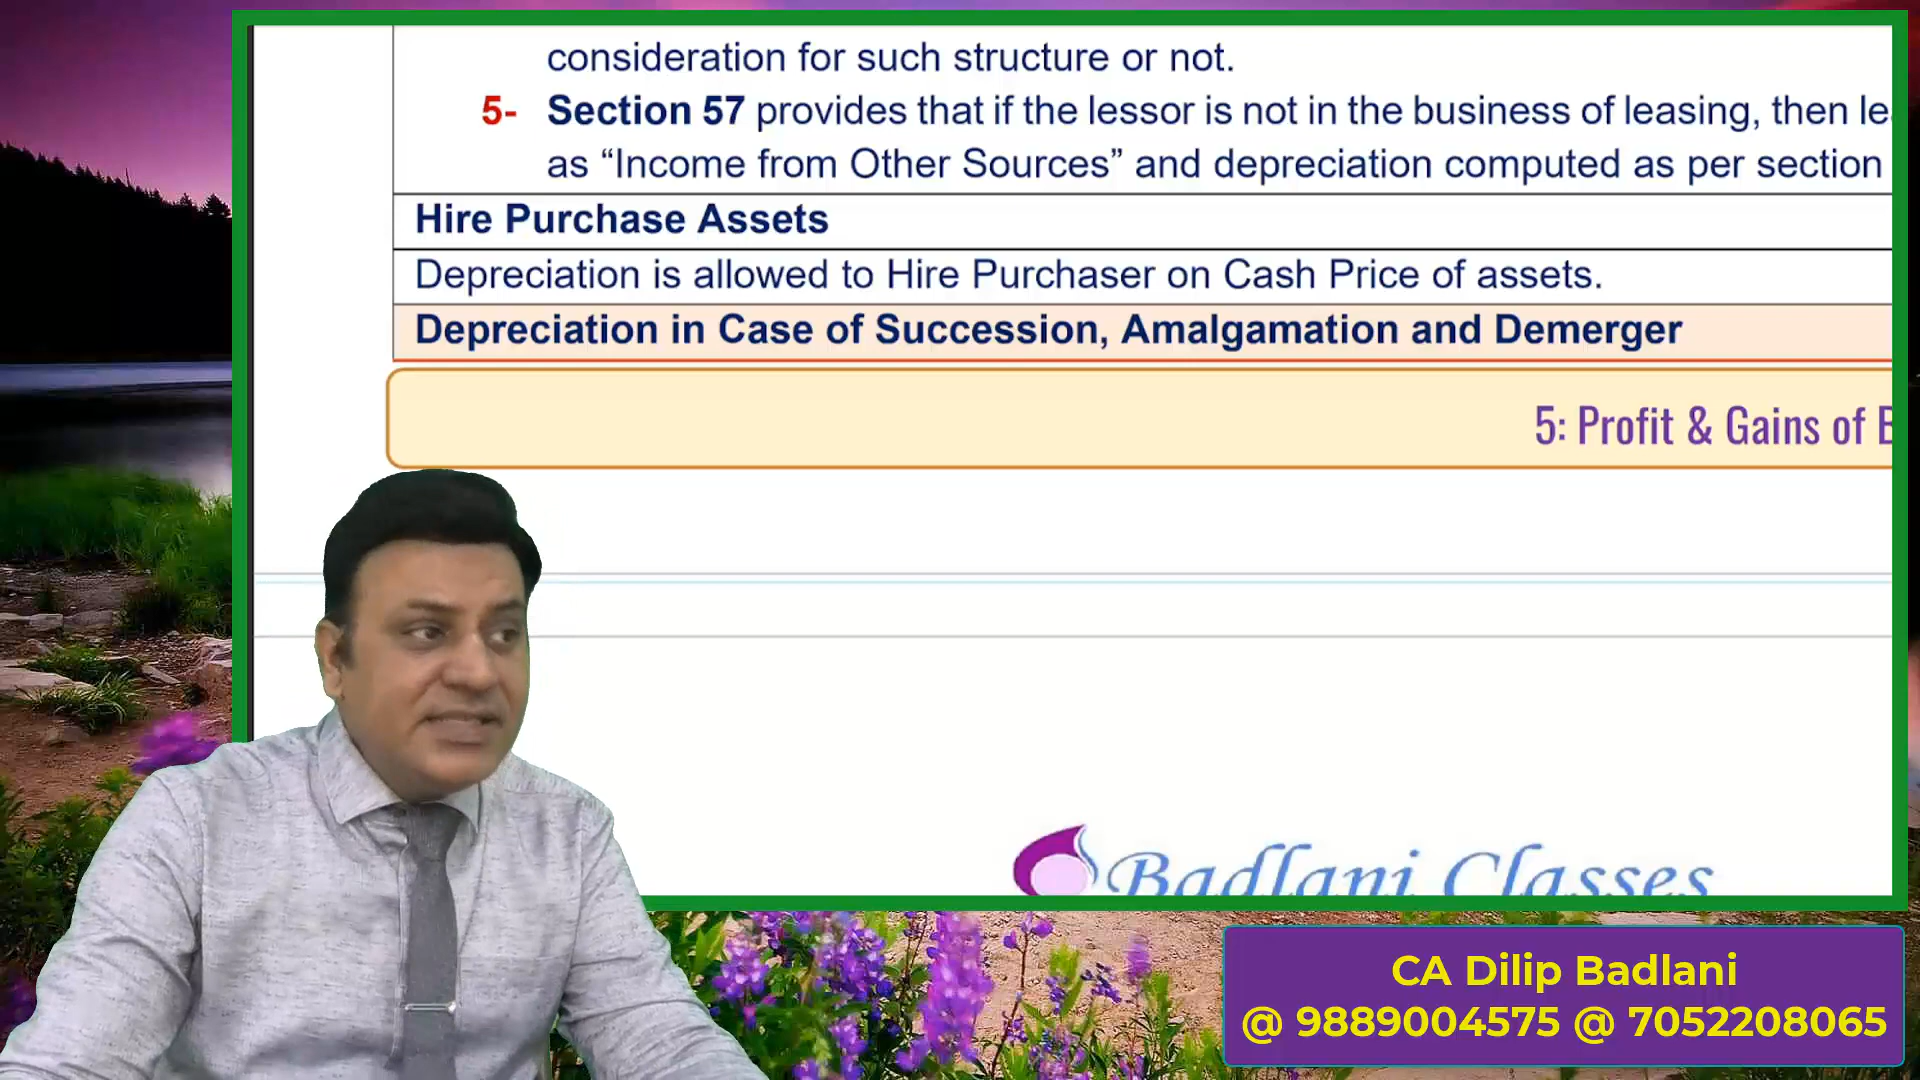 consideration for such structure or not.
5- Section 57 provides that if the lessor is not in the business of leasing, then
as “Income from Other Sources” and depreciation computed as per section
Hire Purchase Assets
Depreciation is allowed to Hire Purchaser on Cash Price of assets.
Depreciation in Case of Succession, Amalgamation and Demerger
5: Profit & Gains of
Badlani Classes
CA Dilip Badlani
@ 9889004575 @ 7052208065